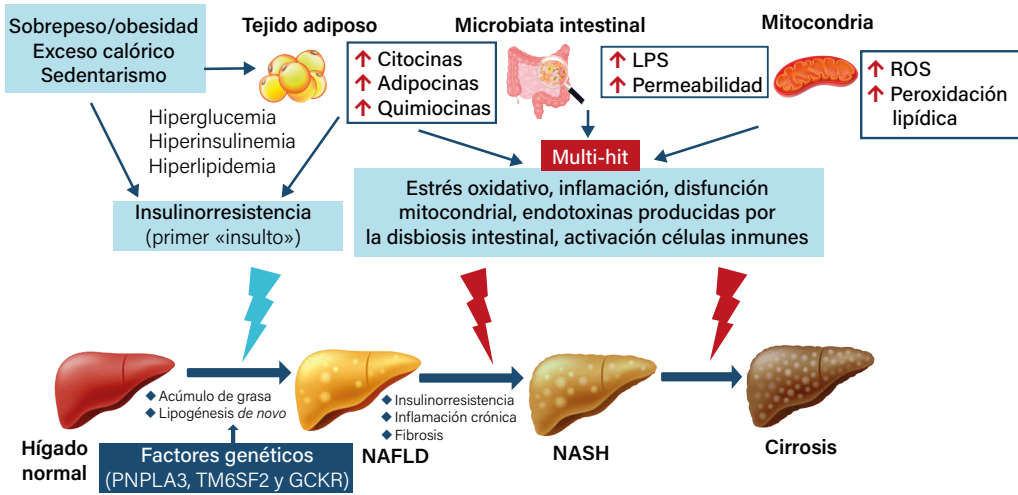 Sobrepeso/obesidad
Exceso calórico
Sedentarismo
Tejido adiposo
↑ Citocinas
↑ Adipocinas
↑ Quimiocinas
Microbiata intestinal
↑ LPS
↑ Permeabilidad
Mitocondria
↑ ROS
↑ Peroxidación
lipídica
Hiperglucemia
Hiperinsulinemia
Hiperlipidemia
Insulinorresistencia
(primer «insulto»)
Multi-hit
Estrés oxidativo, inflamación, disfunción
mitocondrial, endotoxinas producidas por
la disbiosis intestinal, activación células inmunes
Hígado
normal
◆ Acúmulo de grasa
◆ Lipogénesis de novo
Factores genéticos
(PNPLA3, TM6SF2 y GCKR)
NAFLD
◆ Insulinorresistencia
◆ Inflamación crónica
◆ Fibrosis
NASH
Cirrosis